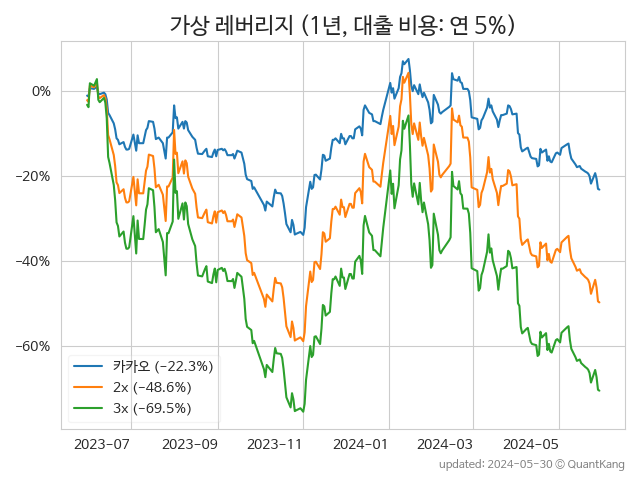 가상 레버리지 (1년, 대출 비용: 연 5%)
0%
−20%
−40%
−60%
카카오 (−22.3%)
2x (−48.6%)
3x (−69.5%)
2023-07 2023-09 2023-11 2024-01 2024-03 2024-05
updated: 2024-05-30 © QuantKang